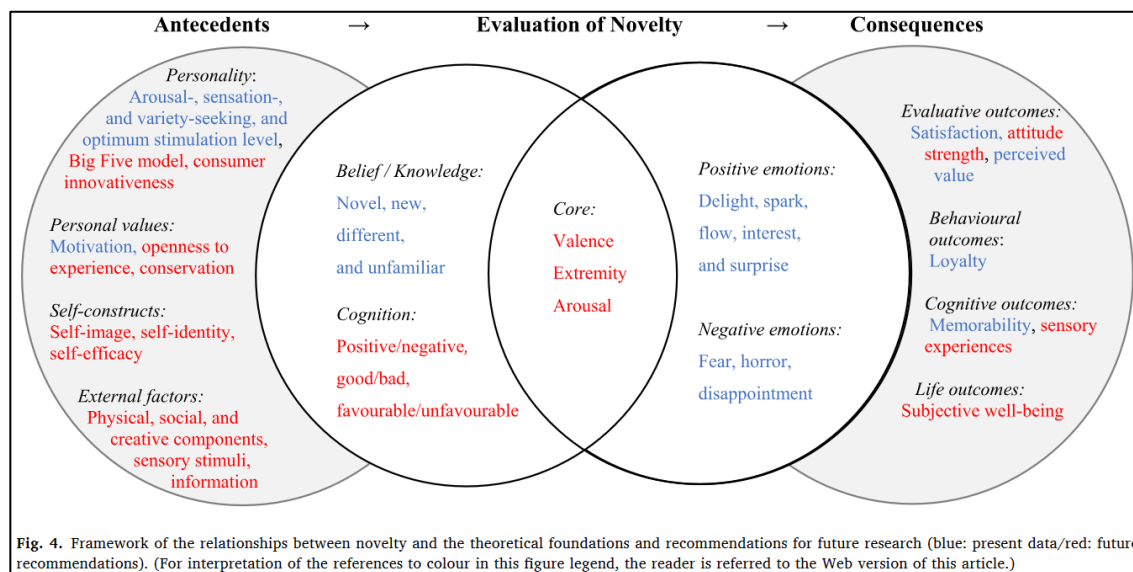 Antecedents → Evaluation of Novelty → Consequences
Personality:
Arousal-, sensation-,
and variety-seeking, and
optimum stimulation level,
Big Five model, consumer
innovativeness
Personal values:
Motivation, openness to
experience, conservation
Self-constructs:
Self-image, self-identity,
self-efficacy
External factors:
Physical, social, and
creative components,
sensory stimuli,
information
Belief / Knowledge:
Novel, new,
different,
and unfamiliar
Cognition:
Positive/negative,
good/bad,
favourable/unfavourable
Core:
Valence
Extremity
Arousal
Positive emotions:
Delight, spark,
flow, interest,
and surprise
Negative emotions:
Fear, horror,
disappointment
Evaluative outcomes:
Satisfaction, attitude
strength, perceived
value
Behavioural
outcomes:
Loyalty
Cognitive outcomes:
Memorability, sensory
experiences
Life outcomes:
Subjective well-being
Fig. 4. Framework of the relationships between novelty and the theoretical foundations and recommendations for future research (blue: present data/red: future
recommendations). (For interpretation of the references to colour in this figure legend, the reader is referred to the Web version of this article.)